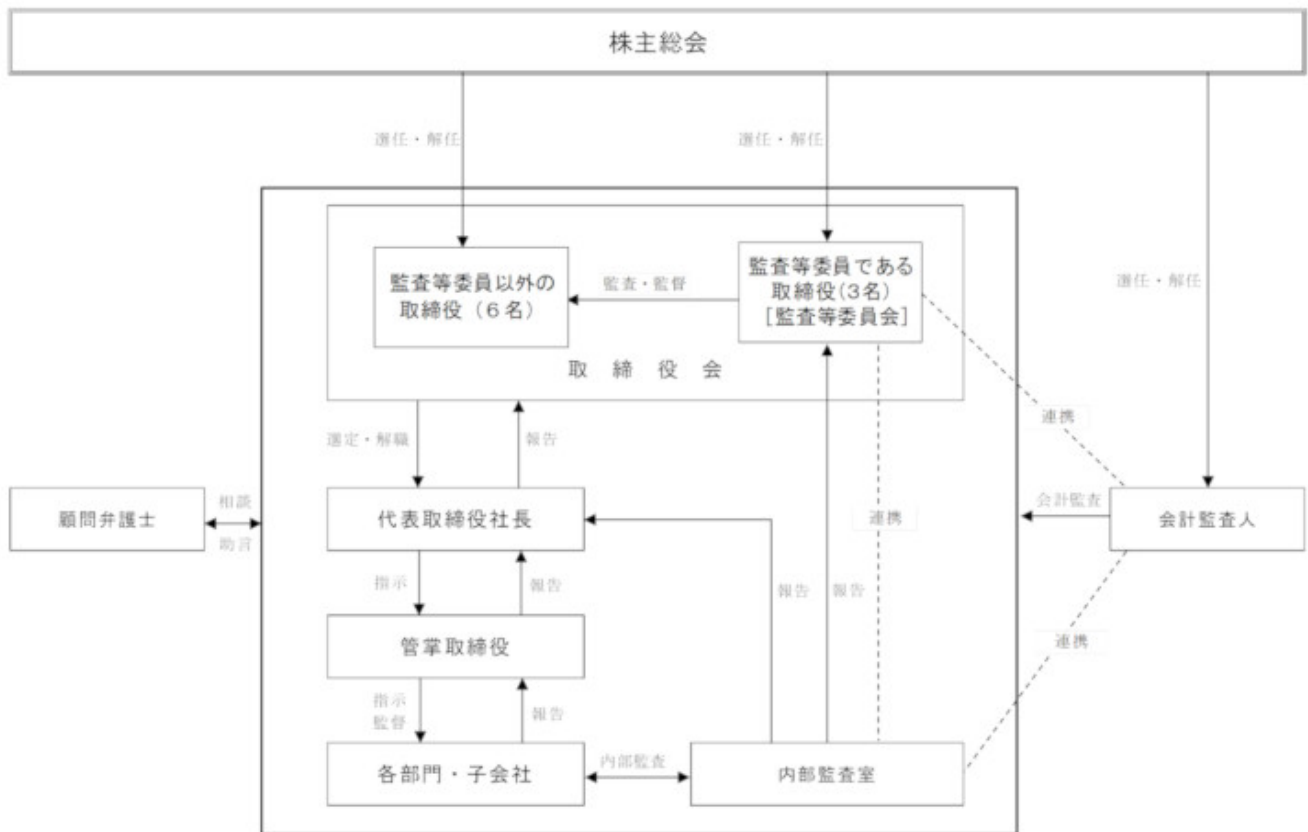 株主総会
選任・解任
選任・解任
選任・解任
監査等委員以外の
取締役（６名）
監査・監督
監査等委員である
取締役(3名)
[監査等委員会]
取締役会
連携
選定・解職
報告
顧問弁護士
相談
助言
代表取締役社長
連携
会計監査
会計監査人
指示
報告
報告
報告
管掌取締役
連携
指示
監督
報告
各部門・子会社
内部監査
内部監査室